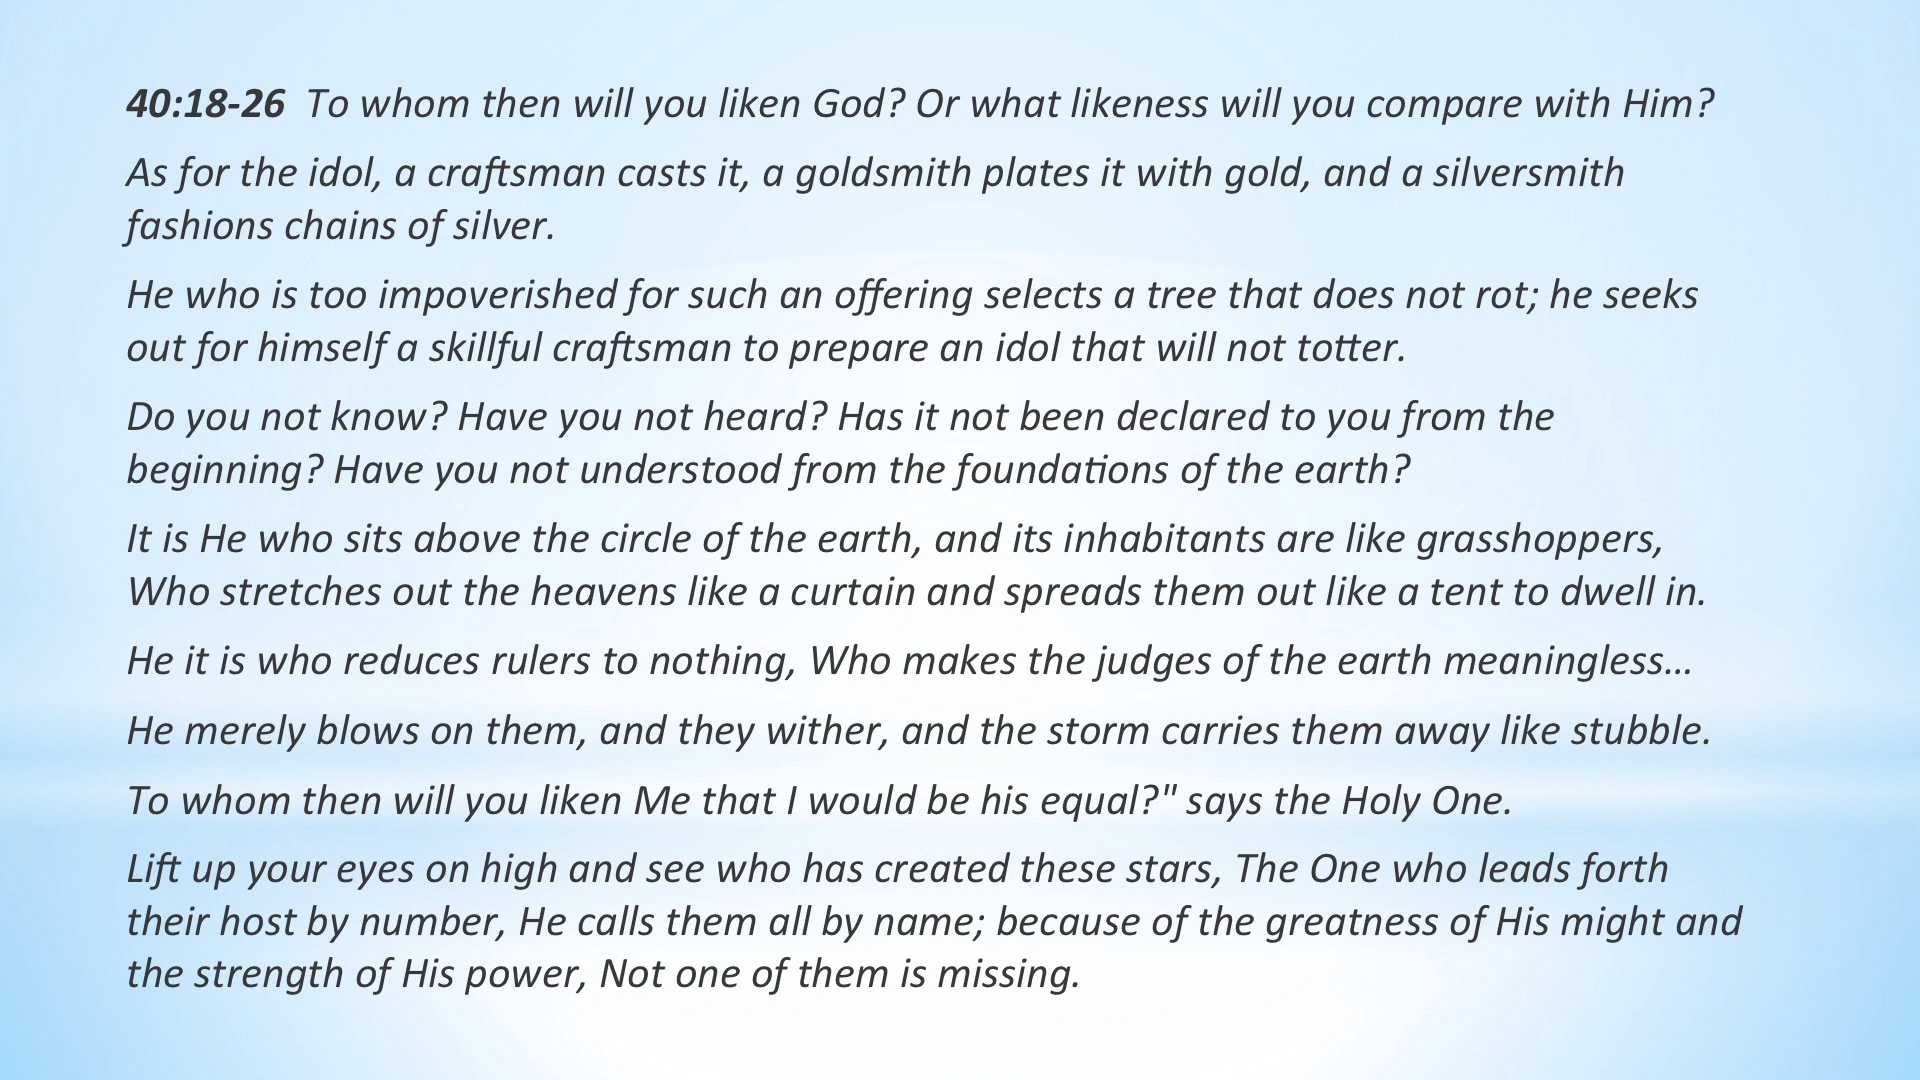 40:18-26  To whom then will you liken God? Or what likeness will you compare with Him?
As for the idol, a craftsman casts it, a goldsmith plates it with gold, and a silversmith
fashions chains of silver.
He who is too impoverished for such an offering selects a tree that does not rot; he seeks
out for himself a skillful craftsman to prepare an idol that will not totter.
Do you not know? Have you not heard? Has it not been declared to you from the
beginning? Have you not understood from the foundations of the earth?
It is He who sits above the circle of the earth, and its inhabitants are like grasshoppers,
Who stretches out the heavens like a curtain and spreads them out like a tent to dwell in.
He it is who reduces rulers to nothing, Who makes the judges of the earth meaningless…
He merely blows on them, and they wither, and the storm carries them away like stubble.
To whom then will you liken Me that I would be his equal?" says the Holy One.
Lift up your eyes on high and see who has created these stars, The One who leads forth
their host by number, He calls them all by name; because of the greatness of His might and
the strength of His power, Not one of them is missing.